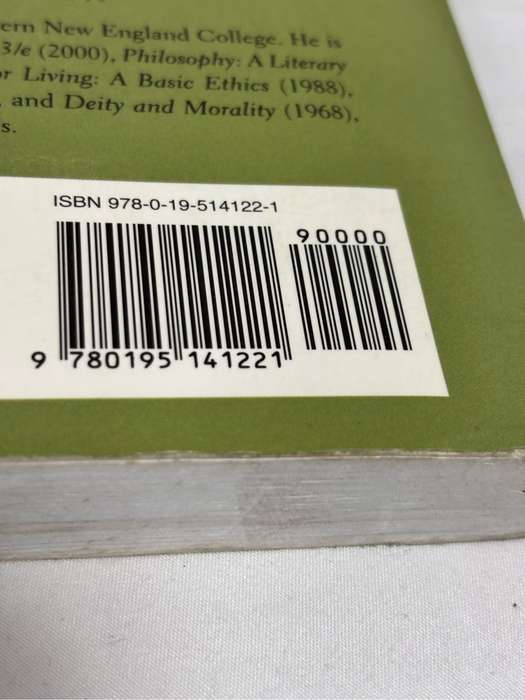 ern New England College. He is
3/e (2000), Philosophy: A Literary
or Living: A Basic Ethics (1988),
, and Deity and Morality (1968),
s.
ISBN 978-0-19-514122-1
90000
9 780195 141221